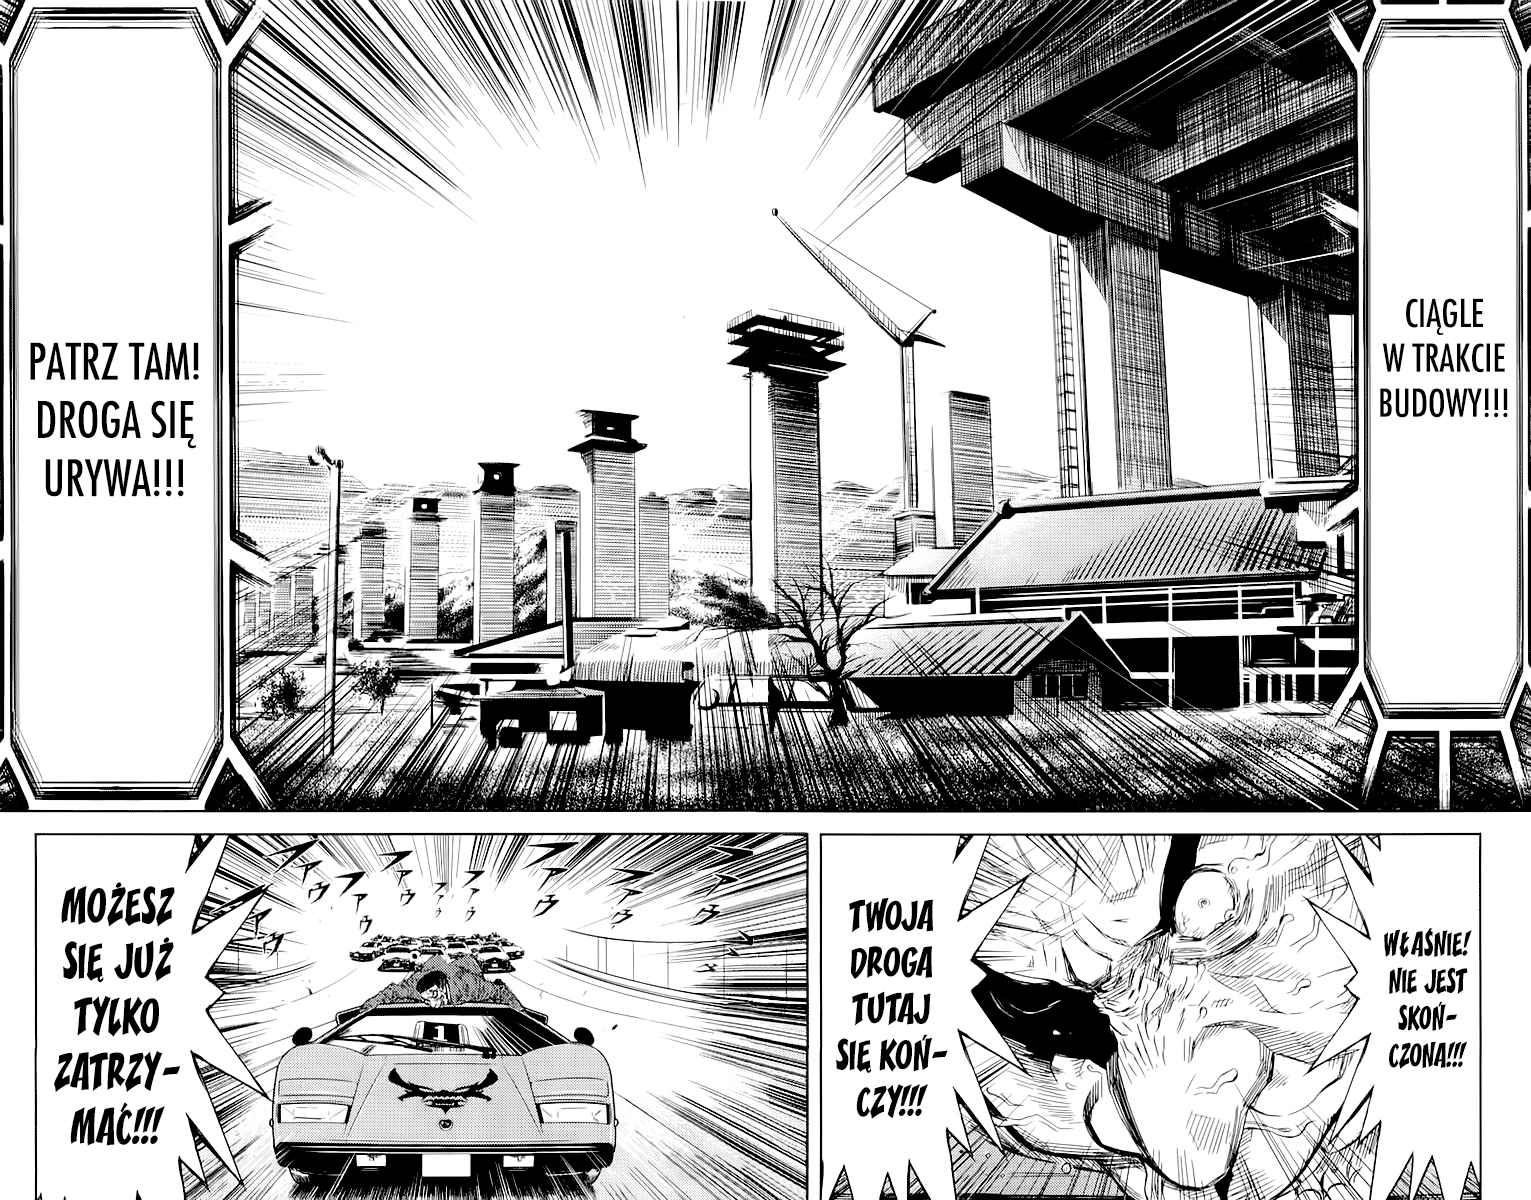 CIĄGLE
W TRAKCIE
BUDOWY!!!
PATRZ TAM!
DROGA SIĘ
URYWA!!!
WŁAŚNIE!
NIE JEST
SKOŃ-
CZONA!!!
TWOJA
DROGA
TUTAJ
SIĘ KOŃ-
CZY!!!
MOŻESZ
SIĘ JUŻ
TYLKO
ZATRZY-
MAĆ!!!
1